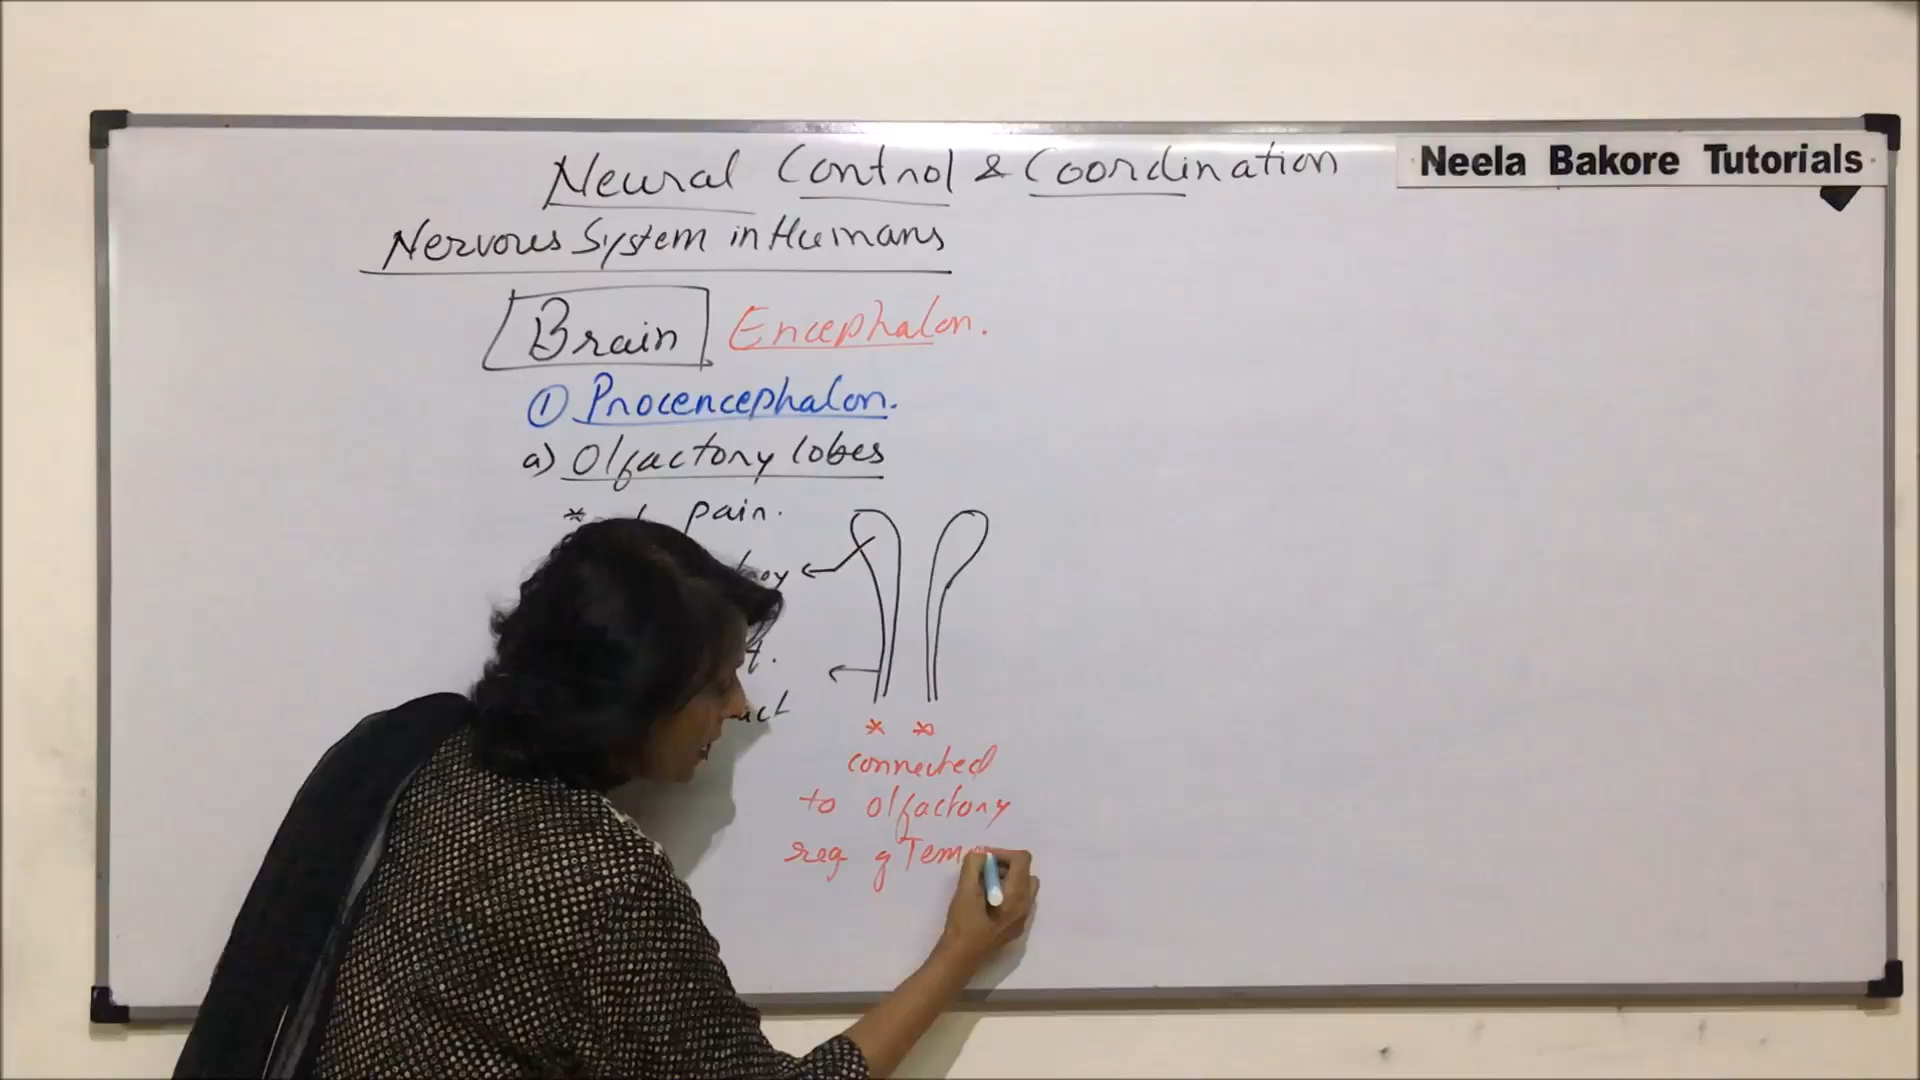 Neela Bakore Tutorials
Neural Control & Coordination
Nervous System in Humans
Brain Encephalon.
① Procencephalon.
a) Olfactory lobes
* pain.
* *
connected
to olfactory
reg of Tem